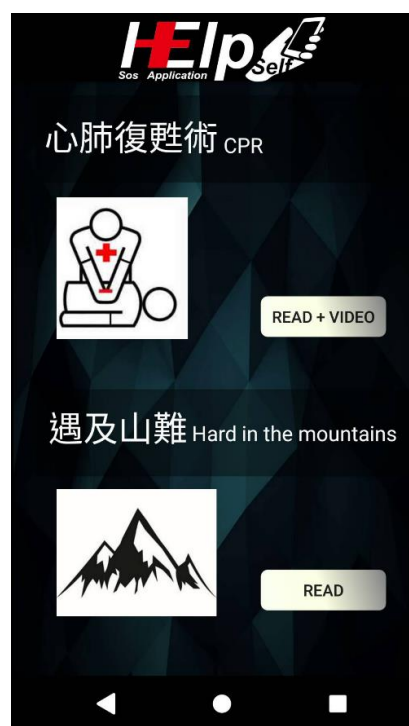 HElp
Self
Sos Application
心肺復甦術 CPR
READ + VIDEO
遇及山難 Hard in the mountains
READ